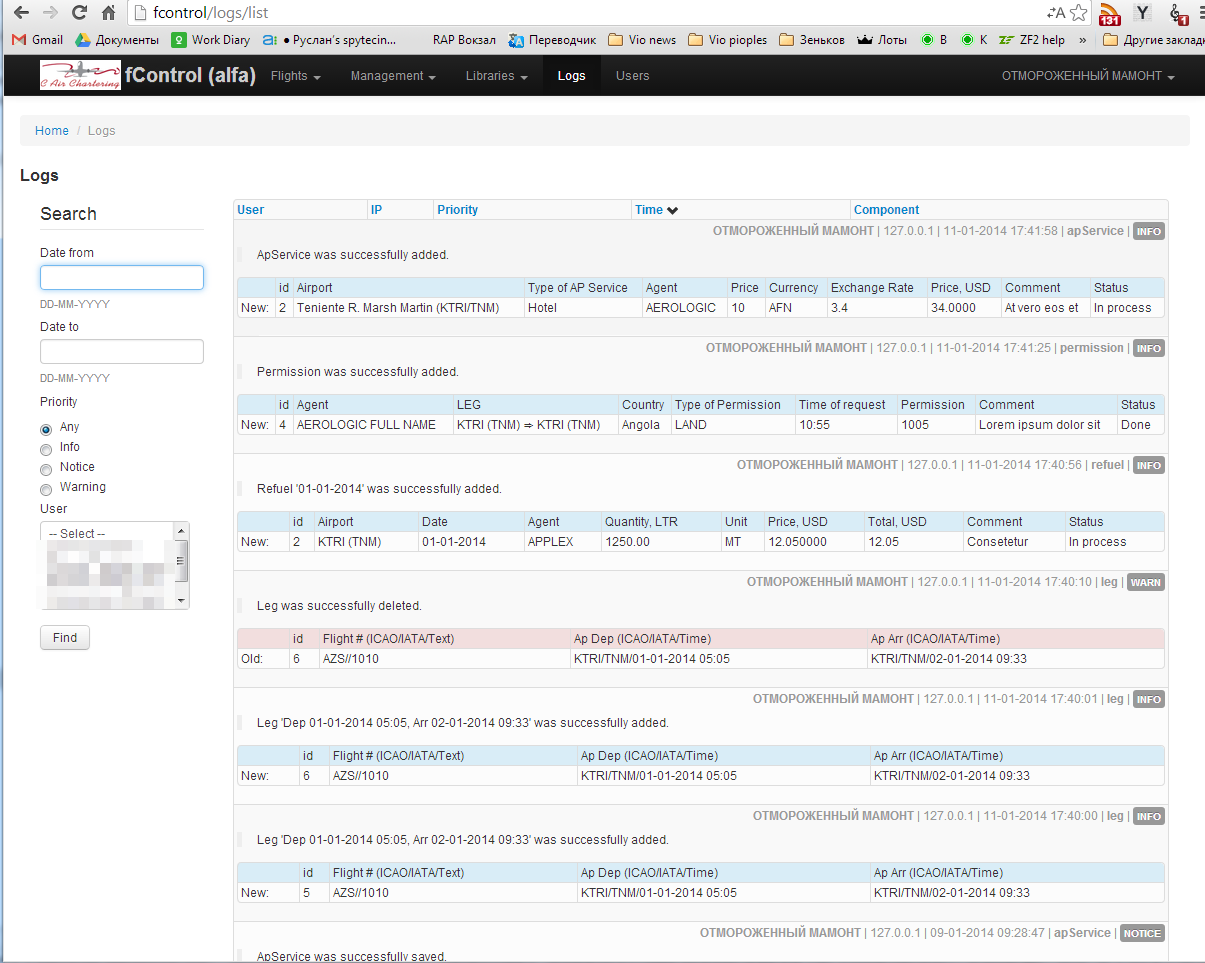 fcontrol/logs/list
131
Y
1
Gmail Документы Work Diary • Руслан's spytecin... RAP Вокзал Переводчик Vio news Vio pioples Зеньков Лоты В К ZF2 help » Другие заклад
C Air Chartering fControl (alfa) Flights Management Libraries Logs Users ОТМОРОЖЕННЫЙ МАМОНТ
Home / Logs
Logs
Search
Date from
DD-MM-YYYY
Date to
DD-MM-YYYY
Priority
Any
Info
Notice
Warning
User
-- Select --
Find
User IP Priority Time Component
ОТМОРОЖЕННЫЙ МАМОНТ | 127.0.0.1 | 11-01-2014 17:41:58 | apService | INFO
ApService was successfully added.
id Airport Type of AP Service Agent Price Currency Exchange Rate Price, USD Comment Status
New: 2 Teniente R. Marsh Martin (KTRI/TNM) Hotel AEROLOGIC 10 AFN 3.4 34.0000 At vero eos et In process
ОТМОРОЖЕННЫЙ МАМОНТ | 127.0.0.1 | 11-01-2014 17:41:25 | permission | INFO
Permission was successfully added.
id Agent LEG Country Type of Permission Time of request Permission Comment Status
New: 4 AEROLOGIC FULL NAME KTRI (TNM) ⇒ KTRI (TNM) Angola LAND 10:55 1005 Lorem ipsum dolor sit Done
ОТМОРОЖЕННЫЙ МАМОНТ | 127.0.0.1 | 11-01-2014 17:40:56 | refuel | INFO
Refuel '01-01-2014' was successfully added.
id Airport Date Agent Quantity, LTR Unit Price, USD Total, USD Comment Status
New: 2 KTRI (TNM) 01-01-2014 APPLEX 1250.00 MT 12.050000 12.05 Consetetur In process
ОТМОРОЖЕННЫЙ МАМОНТ | 127.0.0.1 | 11-01-2014 17:40:10 | leg | WARN
Leg was successfully deleted.
id Flight # (ICAO/IATA/Text) Ap Dep (ICAO/IATA/Time) Ap Arr (ICAO/IATA/Time)
Old: 6 AZS//1010 KTRI/TNM/01-01-2014 05:05 KTRI/TNM/02-01-2014 09:33
ОТМОРОЖЕННЫЙ МАМОНТ | 127.0.0.1 | 11-01-2014 17:40:01 | leg | INFO
Leg 'Dep 01-01-2014 05:05, Arr 02-01-2014 09:33' was successfully added.
id Flight # (ICAO/IATA/Text) Ap Dep (ICAO/IATA/Time) Ap Arr (ICAO/IATA/Time)
New: 6 AZS//1010 KTRI/TNM/01-01-2014 05:05 KTRI/TNM/02-01-2014 09:33
ОТМОРОЖЕННЫЙ МАМОНТ | 127.0.0.1 | 11-01-2014 17:40:00 | leg | INFO
Leg 'Dep 01-01-2014 05:05, Arr 02-01-2014 09:33' was successfully added.
id Flight # (ICAO/IATA/Text) Ap Dep (ICAO/IATA/Time) Ap Arr (ICAO/IATA/Time)
New: 5 AZS//1010 KTRI/TNM/01-01-2014 05:05 KTRI/TNM/02-01-2014 09:33
ОТМОРОЖЕННЫЙ МАМОНТ | 127.0.0.1 | 09-01-2014 09:28:47 | apService | NOTICE
ApService was successfully saved.